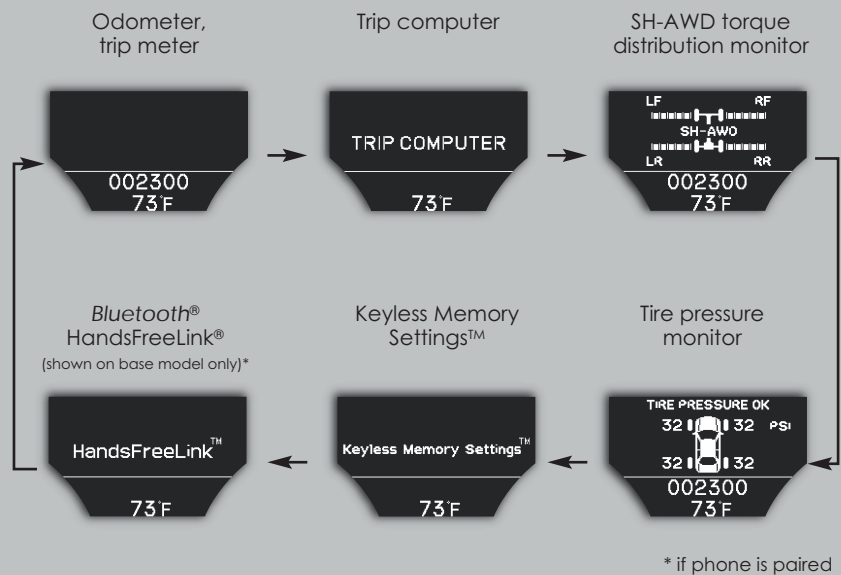 Odometer,
trip meter
002300
73°F
Trip computer
TRIP COMPUTER
73°F
SH-AWD torque
distribution monitor
LF RF
SH-AWD
LR RR
002300
73°F
Bluetooth®
HandsFreeLink®
(shown on base model only)*
HandsFreeLink™
73°F
Keyless Memory
Settings™
Keyless Memory Settings™
73°F
Tire pressure
monitor
TIRE PRESSURE OK
32 32 PSI
32 32
002300
73°F
* if phone is paired